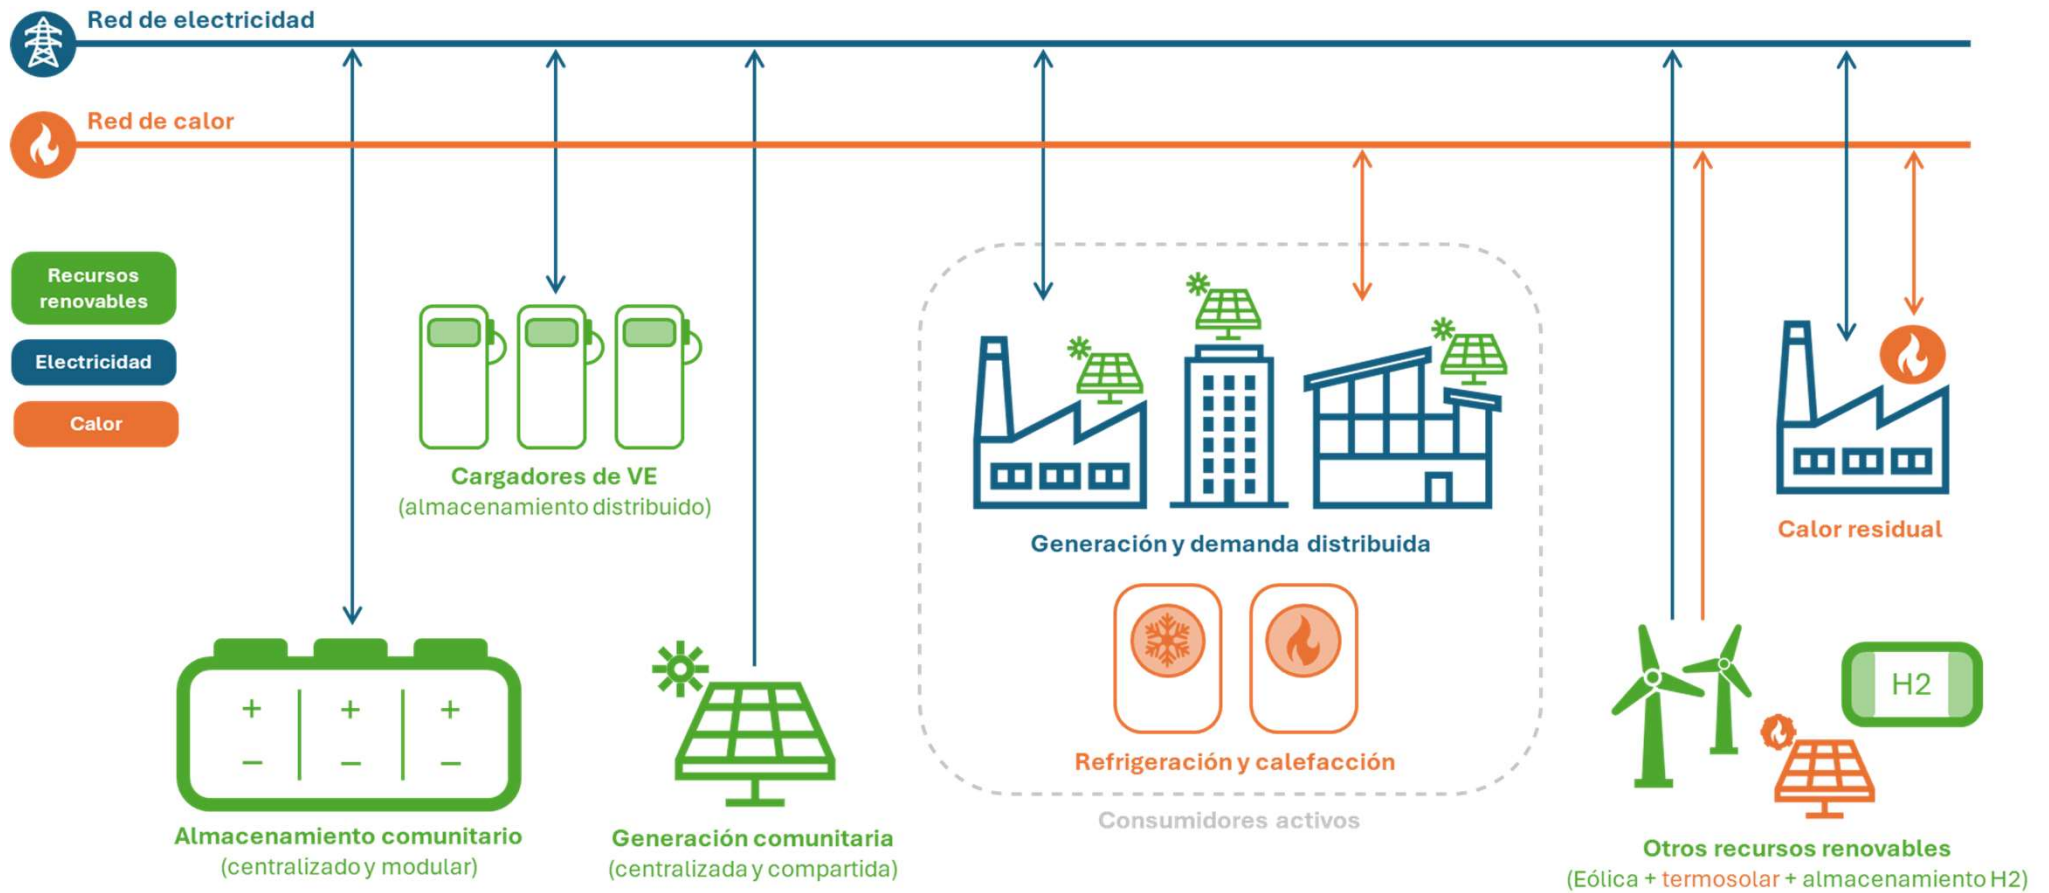 Red de electricidad
Red de calor
Recursos
renovables
Electricidad
Calor
Cargadores de VE
(almacenamiento distribuido)
Generación y demanda distribuida
Calor residual
H2
+ + +
− − −
Refrigeración y calefacción
Consumidores activos
Almacenamiento comunitario
(centralizado y modular)
Generación comunitaria
(centralizada y compartida)
Otros recursos renovables
(Eólica + termosolar + almacenamiento H2)